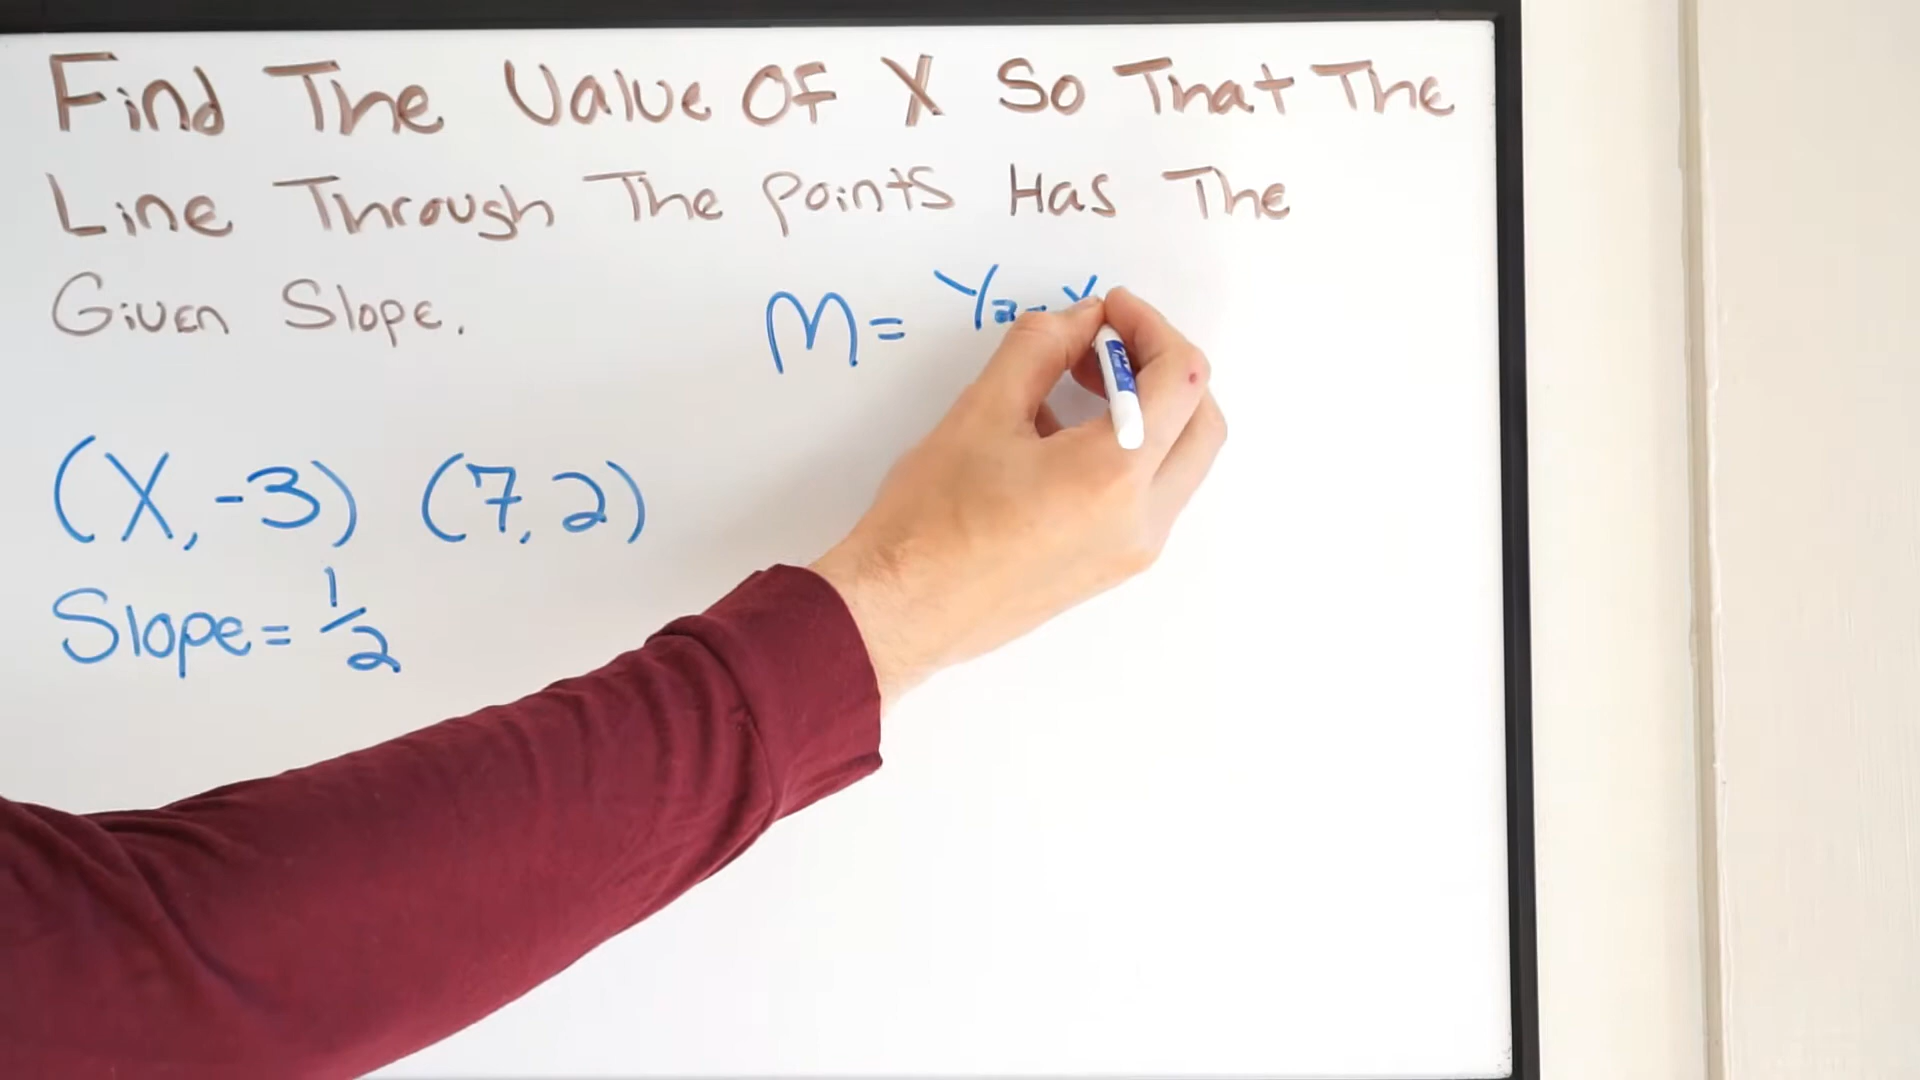 Find The Value Of X So That The
Line Through The points Has The
Given Slope.
M = Y2 - Y
(X, -3) (7, 2)
Slope = 1/2